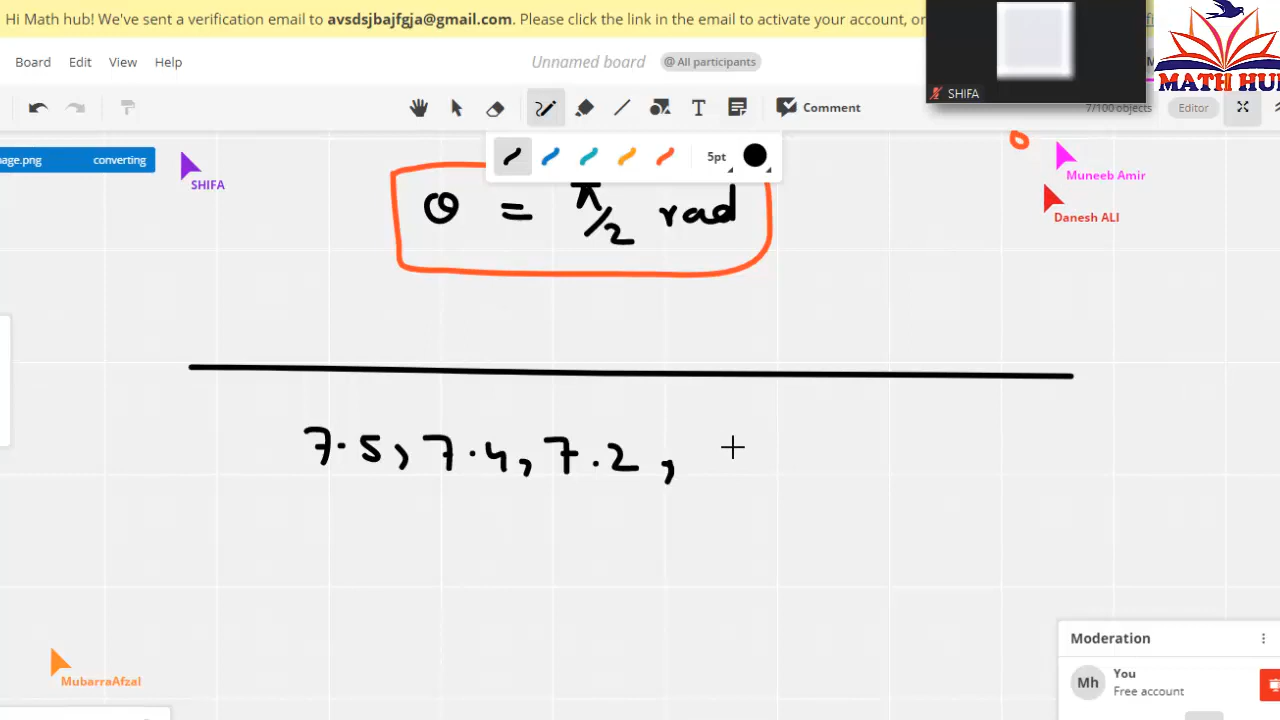 Hi Math hub! We've sent a verification email to avsdsjbajfgja@gmail.com. Please click the link in the email to activate your account, or
Board Edit View Help
Unnamed board
@ All participants
SHIFA
MATH HUB
Comment
7/100 objects
Editor
5pt
age.png converting
SHIFA
Muneeb Amir
Danesh ALI
θ = π/2 rad
7.5, 7.4, 7.2,
MubarraAfzal
Moderation
Mh
You
Free account